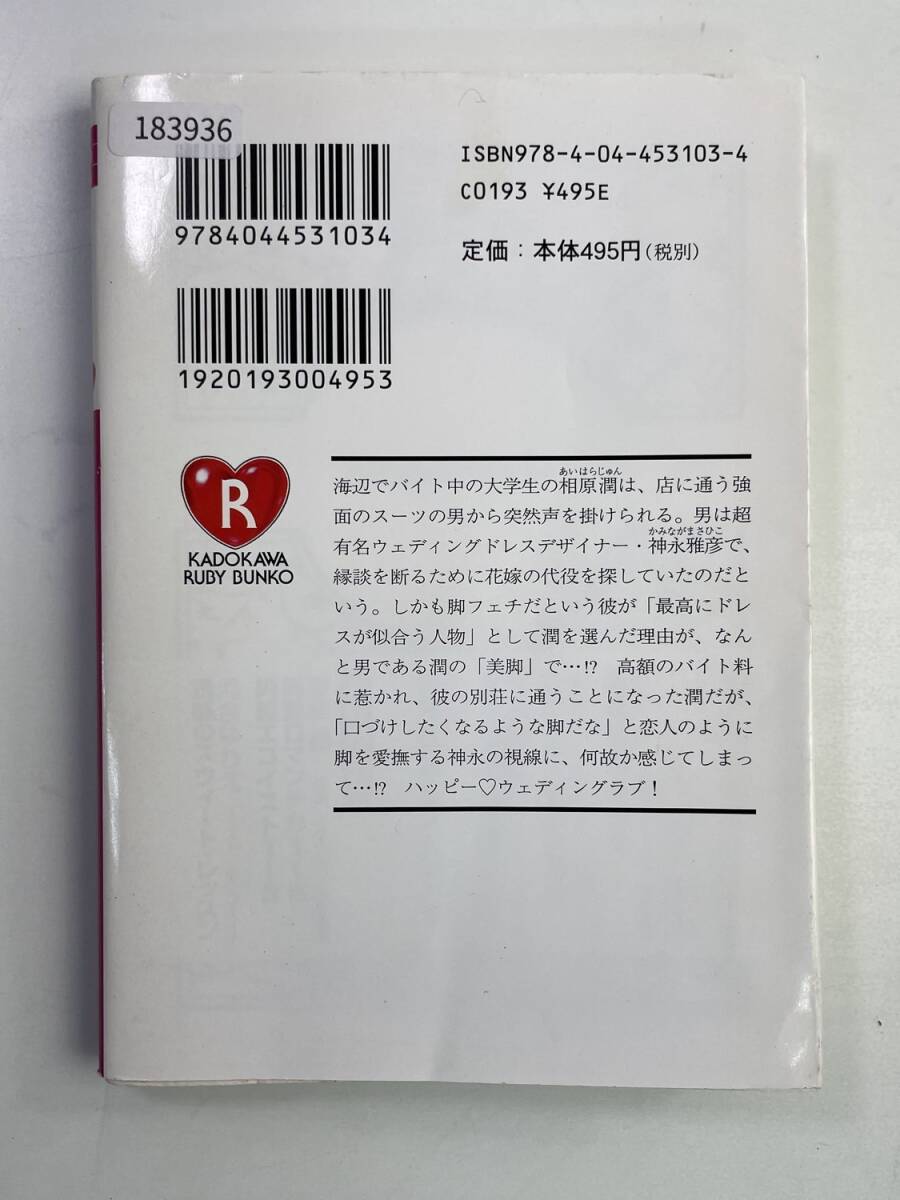 183936
ISBN978-4-04-453103-4
C0193 ¥495E
9784044531034
定価：本体495円（税別）
1920193004953
R
KADOKAWA
RUBY BUNKO
あいはらじゅん
海辺でバイト中の大学生の相原潤は、店に通う強
面のスーツの男から突然声を掛けられる。男は超
かみながまさひこ
有名ウェディングドレスデザイナー・神永雅彦で、
縁談を断るために花嫁の代役を探していたのだと
いう。しかも脚フェチだという彼が「最高にドレ
スが似合う人物」として潤を選んだ理由が、なん
と男である潤の「美脚」で…!?　高額のバイト料
に惹かれ、彼の別荘に通うことになった潤だが、
「口づけしたくなるような脚だな」と恋人のように
脚を愛撫する神永の視線に、何故か感じてしまっ
て…!?　ハッピー♡ウェディングラブ！